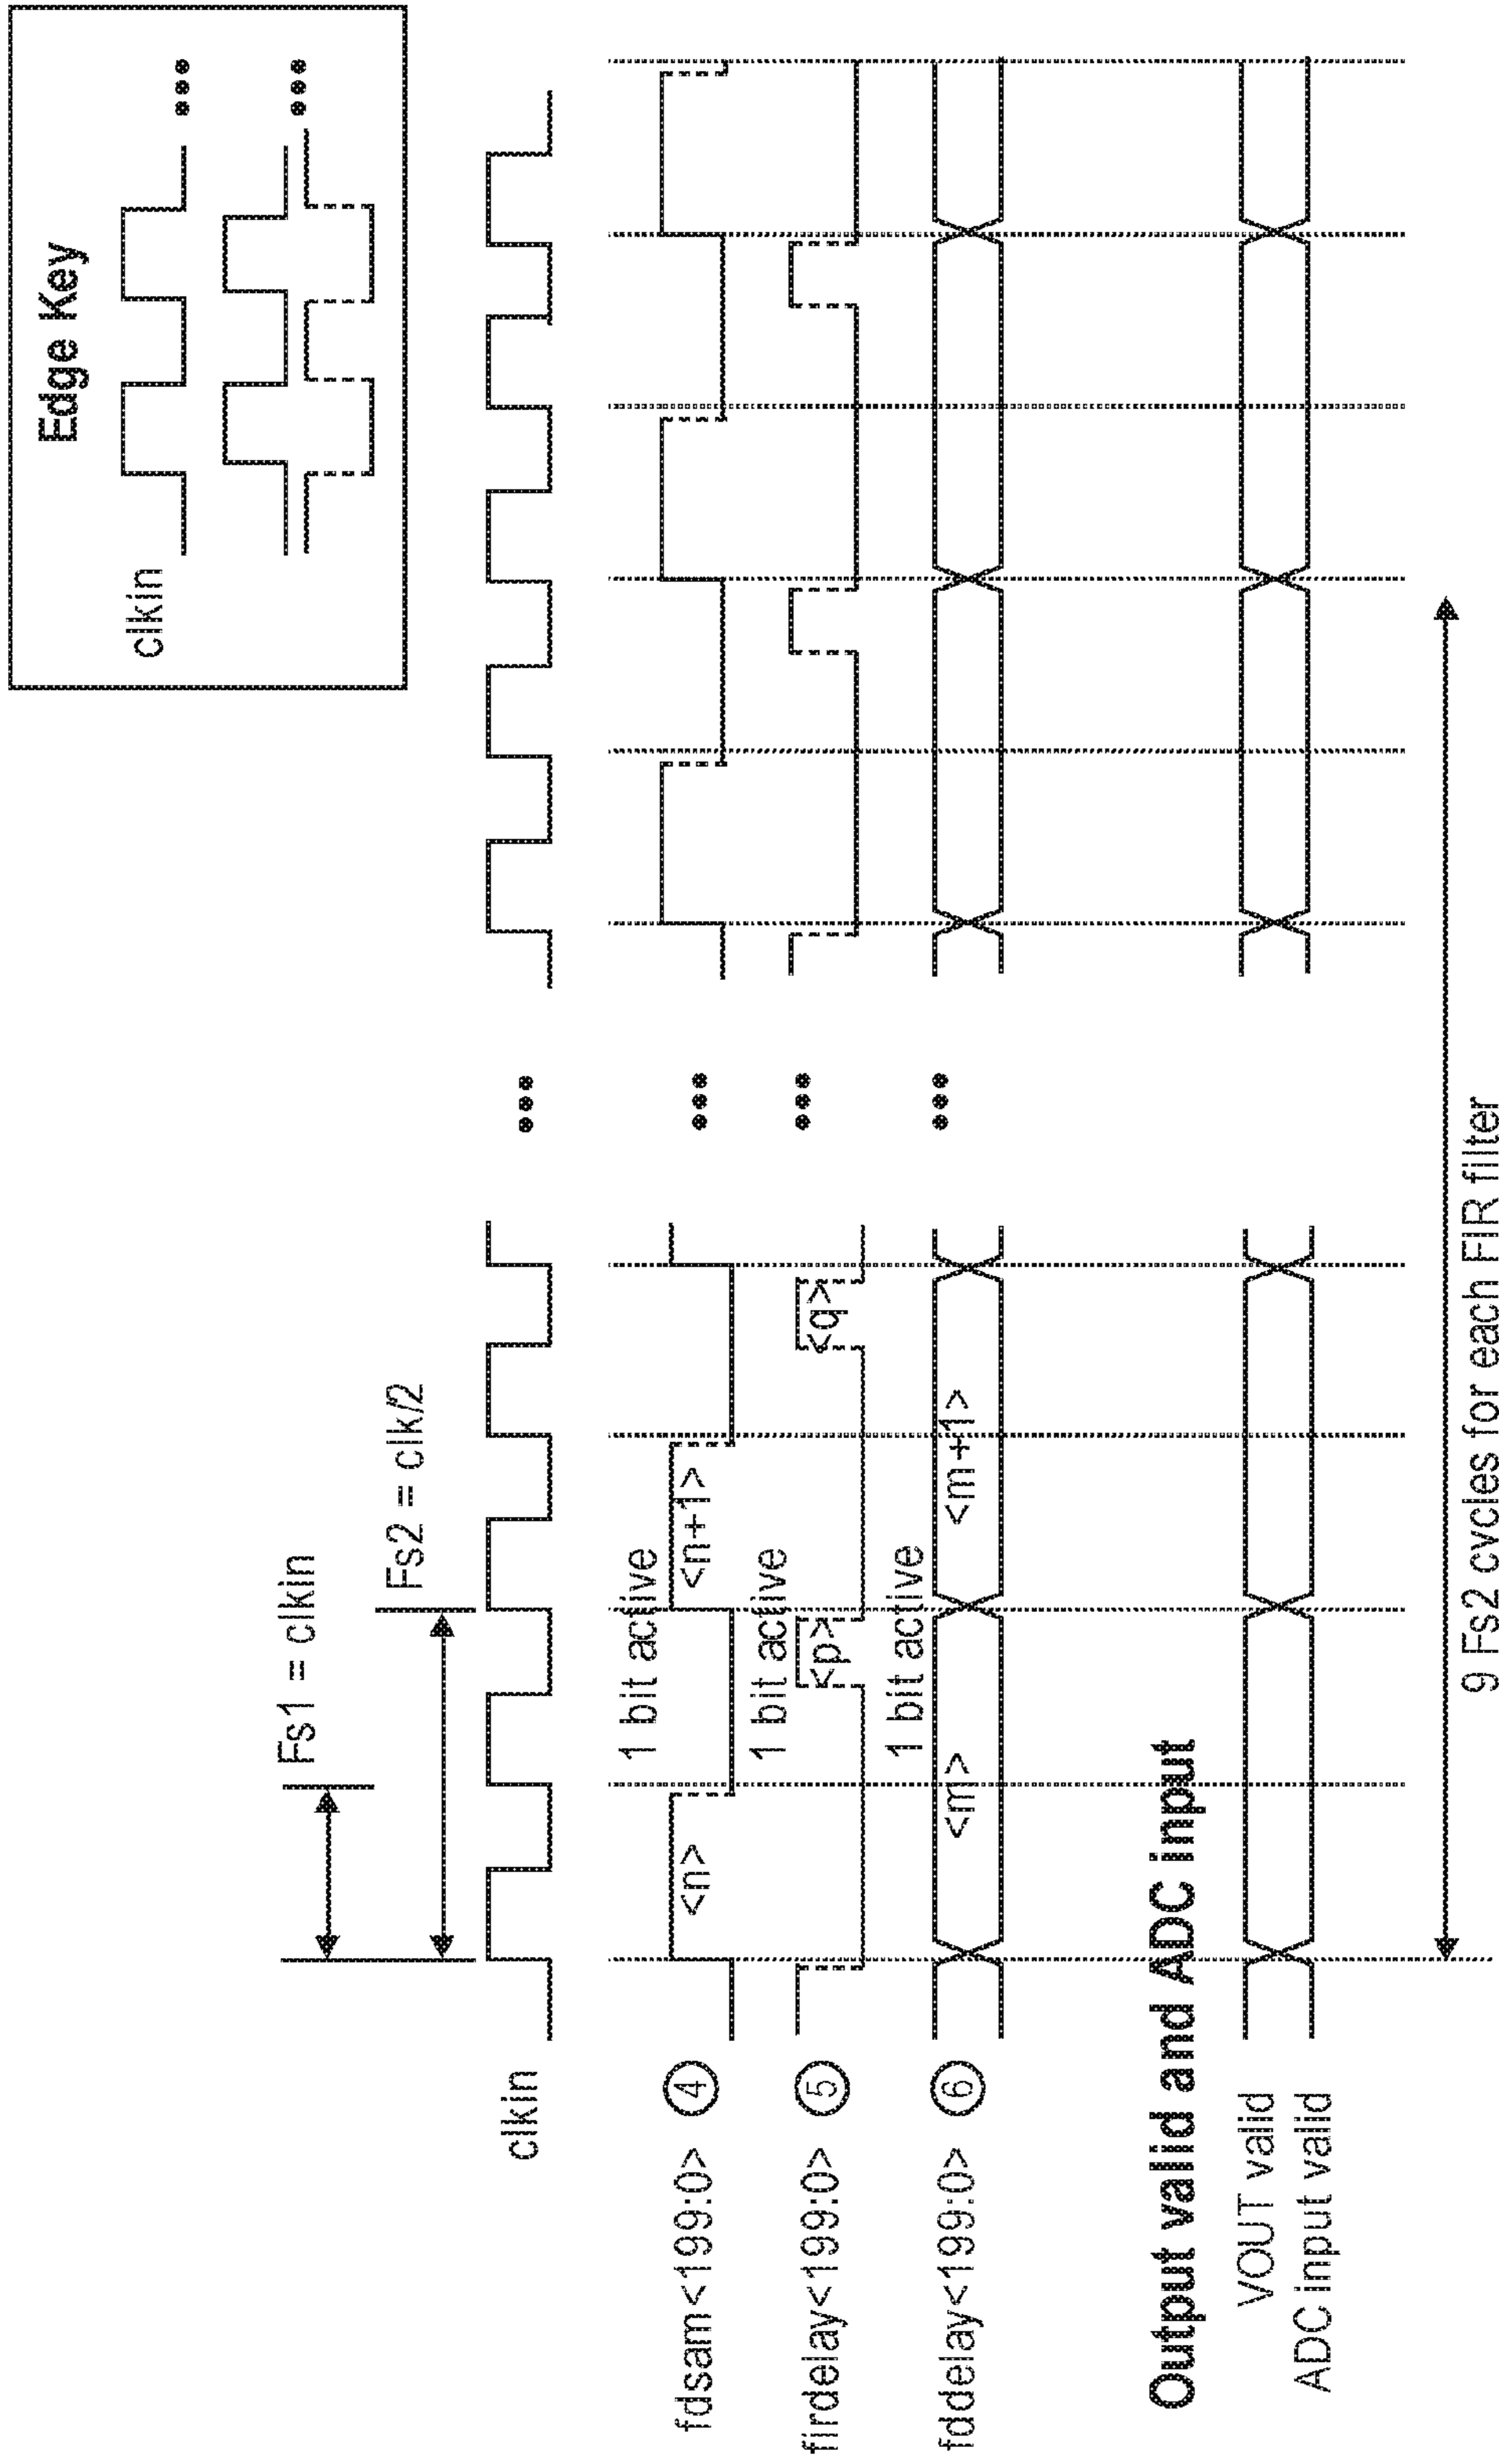 Edge Key
clkin
Fs1 = clkin
Fs2 = clk/2
clkin
fdsam<199:0> 4
1 bit active
<n>
<n+1>
firdelay<199:0> 5
1 bit active
<p>
<q>
fddelay<199:0> 6
1 bit active
<m>
<m+1>
Output valid and ADC input
VOUT valid
ADC input valid
9 Fs2 cycles for each FIR filter